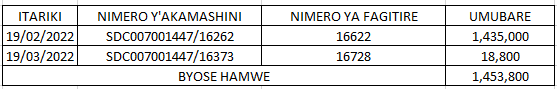 ITARIKI NIMERO Y'AKAMASHINI NIMERO YA FAGITIRE UMUBARE
19/02/2022 SDC007001447/16262 16622 1,435,000
19/03/2022 SDC007001447/16373 16728 18,800
BYOSE HAMWE 1,453,800